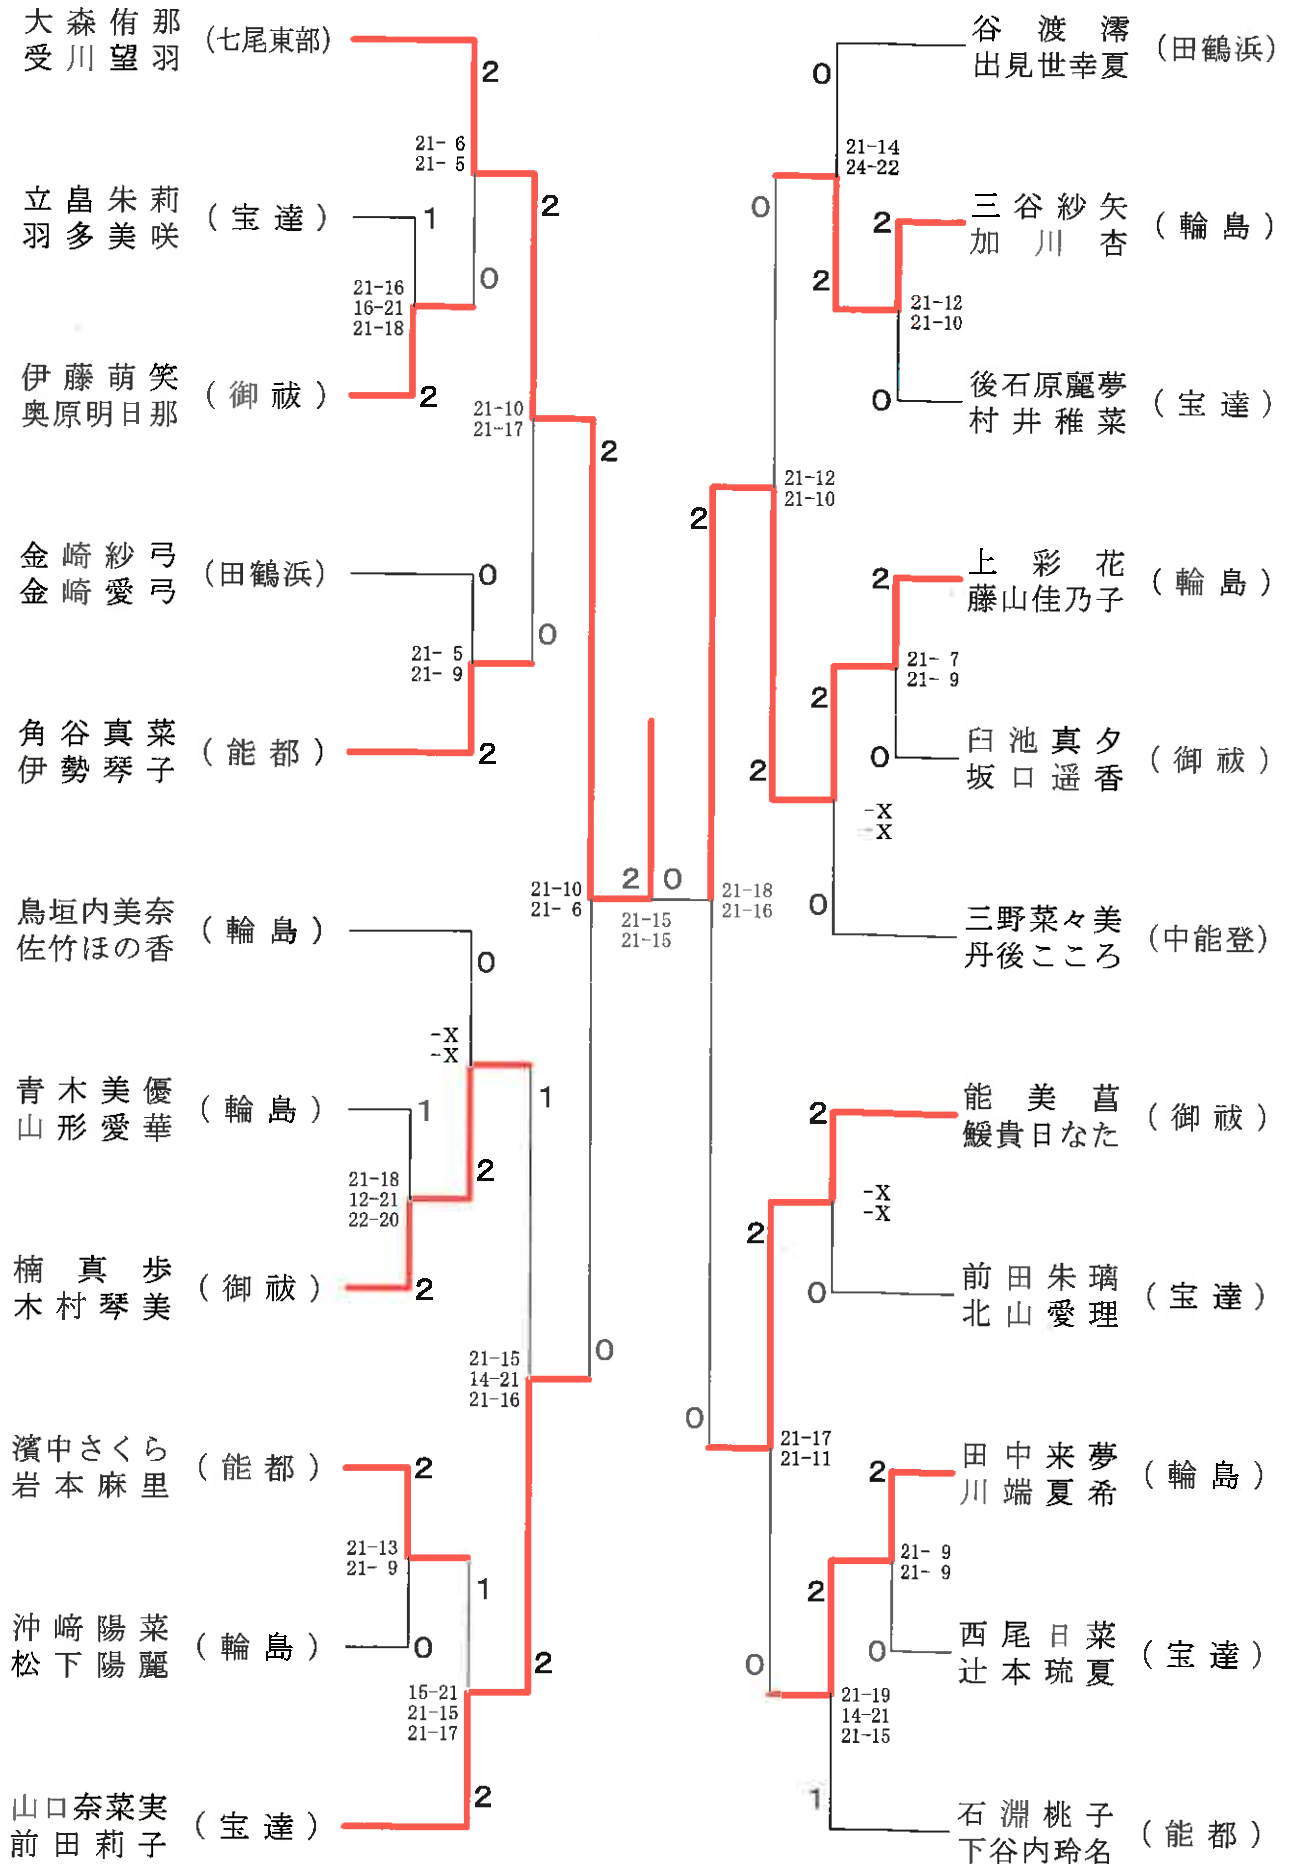 大森侑那
受川望羽
(七尾東部)
2
21- 6
21- 5
立畠朱莉
羽多美咲
(宝達)
1
2
0
21-16
16-21
21-18
伊藤萌笑
奥原明日那
(御祓)
2
21-10
21-17
2
金崎紗弓
金崎愛弓
(田鶴浜)
0
0
21- 5
21- 9
角谷真菜
伊勢琴子
(能都)
2
21-10
21- 6
鳥垣内美奈
佐竹ほの香
(輪島)
0
-X
-X
青木美優
山形愛華
(輪島)
1
1
2
21-18
12-21
22-20
楠真歩
木村琴美
(御祓)
2
0
21-15
14-21
21-16
濱中さくら
岩本麻里
(能都)
2
21-13
21- 9
1
沖﨑陽菜
松下陽麗
(輪島)
0
2
15-21
21-15
21-17
山口奈菜実
前田莉子
(宝達)
2
2 0
21-15
21-15
谷渡澪
出見世幸夏
(田鶴浜)
0
21-14
24-22
0
三谷紗矢
加川杏
(輪島)
2
2
21-12
21-10
後石原麗夢
村井稚菜
(宝達)
0
21-12
21-10
2
上彩花
藤山佳乃子
(輪島)
2
21- 7
21- 9
2
臼池真夕
坂口遥香
(御祓)
0
2
-X
-X
21-18
21-16
三野菜々美
丹後こころ
(中能登)
0
能美菖
鰀貴日なた
(御祓)
2
-X
-X
2
前田朱璃
北山愛理
(宝達)
0
0
21-17
21-11
田中来夢
川端夏希
(輪島)
2
21- 9
21- 9
2
西尾日菜
辻本琉夏
(宝達)
0
0
21-19
14-21
21-15
石淵桃子
下谷内玲名
(能都)
1